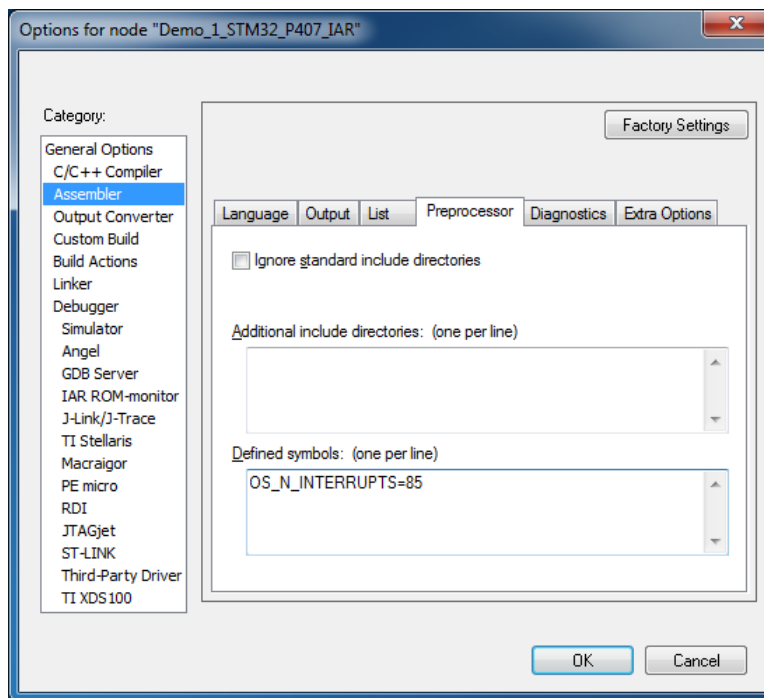 Options for node "Demo_1_STM32_P407_IAR"
Category:
Factory Settings
General Options
C/C++ Compiler
Assembler
Output Converter
Custom Build
Build Actions
Linker
Debugger
Simulator
Angel
GDB Server
IAR ROM-monitor
J-Link/J-Trace
TI Stellaris
Macraigor
PE micro
RDI
JTAGjet
ST-LINK
Third-Party Driver
TI XDS100
Language Output List Preprocessor Diagnostics Extra Options
Ignore standard include directories
Additional include directories: (one per line)
Defined symbols: (one per line)
OS_N_INTERRUPTS=85
OK Cancel